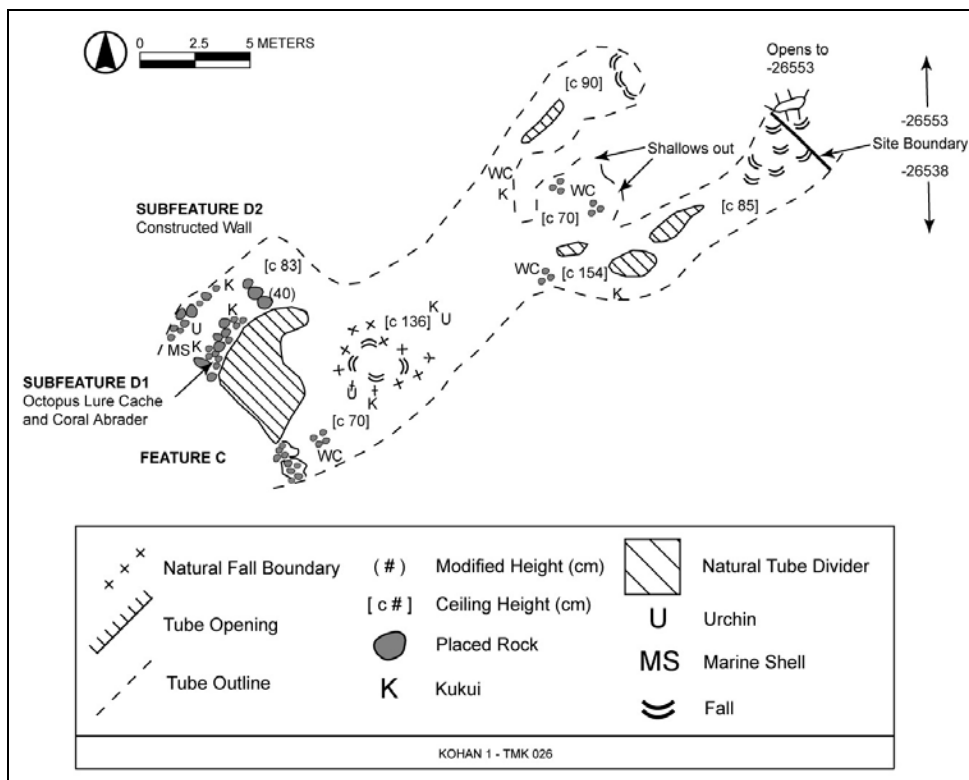 0 2.5 5 METERS
Opens to
-26553
[c 90]
-26553
Site Boundary
-26538
Shallows out
WC
K
WC
[c 70]
[c 85]
SUBFEATURE D2
Constructed Wall
[c 83]
K
(40)
K
U
MS
K
WC
[c 154]
K
K
U
[c 136]
U
K
SUBFEATURE D1
Octopus Lure Cache
and Coral Abrader
[c 70]
WC
FEATURE C
Natural Fall Boundary
Tube Opening
Tube Outline
(#) Modified Height (cm)
[c #] Ceiling Height (cm)
Placed Rock
K Kukui
Natural Tube Divider
U Urchin
MS Marine Shell
Fall
KOHAN 1 - TMK 026